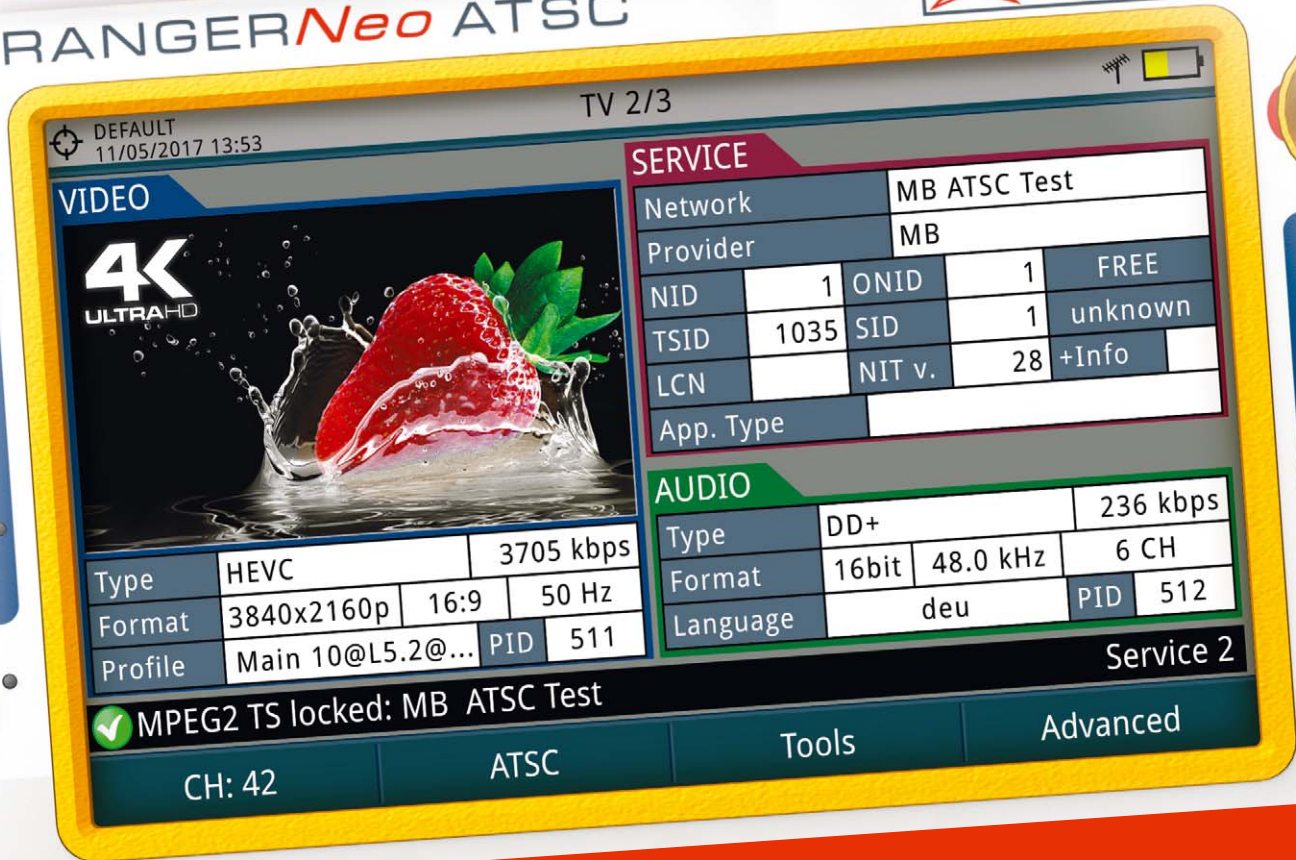 RANGERNeo ATSC
DEFAULT
11/05/2017 13:53
TV 2/3
VIDEO
4K
ULTRAHD
Type HEVC 3705 kbps
Format 3840x2160p 16:9 50 Hz
Profile Main 10@L5.2@... PID 511
SERVICE
Network MB ATSC Test
Provider MB
NID 1 ONID 1 FREE
TSID 1035 SID 1 unknown
LCN NIT v. 28 +Info
App. Type
AUDIO
Type DD+ 236 kbps
Format 16bit 48.0 kHz 6 CH
Language deu PID 512
MPEG2 TS locked: MB ATSC Test
Service 2
CH: 42 ATSC Tools Advanced